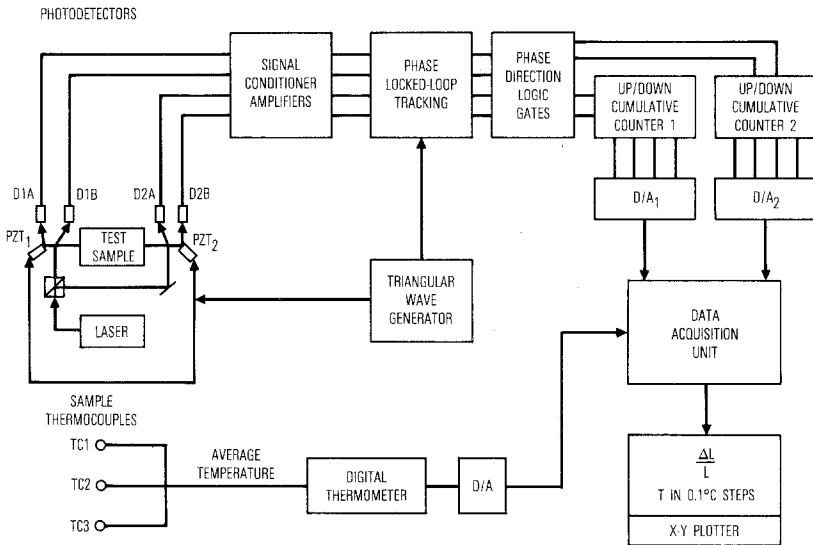 PHOTODETECTORS
SIGNAL
CONDITIONER
AMPLIFIERS
PHASE
LOCKED-LOOP
TRACKING
PHASE
DIRECTION
LOGIC
GATES
UP/DOWN
CUMULATIVE
COUNTER 1
UP/DOWN
CUMULATIVE
COUNTER 2
D1A
D1B
D2A
D2B
D/A1
D/A2
PZT1
TEST
SAMPLE
PZT2
LASER
TRIANGULAR
WAVE
GENERATOR
DATA
ACQUISITION
UNIT
SAMPLE
THERMOCOUPLES
TC1
TC2
TC3
AVERAGE
TEMPERATURE
DIGITAL
THERMOMETER
D/A
ΔL
L
T IN 0.1°C STEPS
X-Y PLOTTER